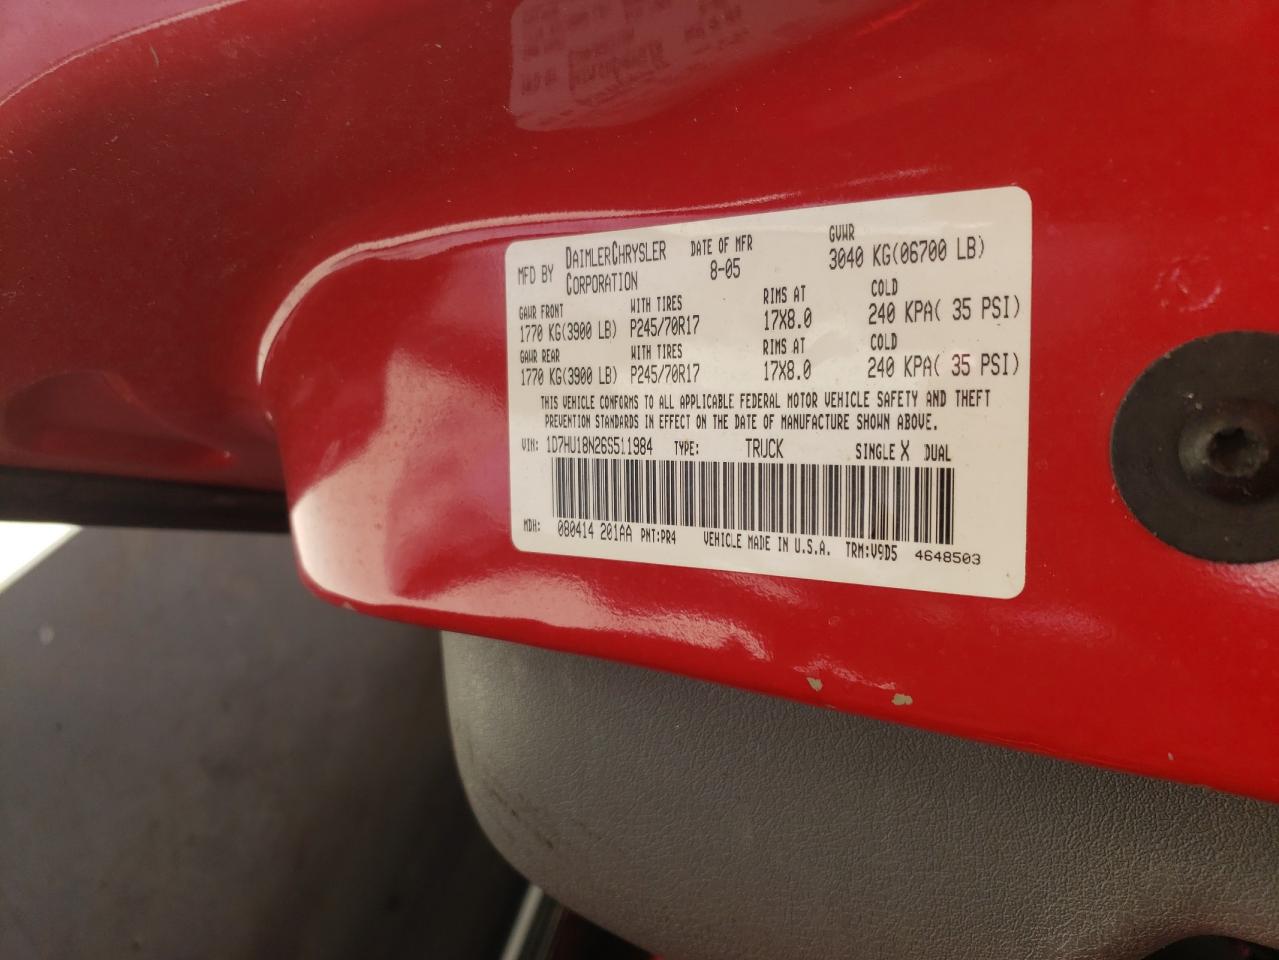 MFD BY DAIMLERCHRYSLER CORPORATION DATE OF MFR 8-05 GVWR 3040 KG(06700 LB)
GAWR FRONT WITH TIRES RIMS AT COLD
1770 KG(3900 LB) P245/70R17 17X8.0 240 KPA( 35 PSI)
GAWR REAR WITH TIRES RIMS AT COLD
1770 KG(3900 LB) P245/70R17 17X8.0 240 KPA( 35 PSI)
THIS VEHICLE CONFORMS TO ALL APPLICABLE FEDERAL MOTOR VEHICLE SAFETY AND THEFT
PREVENTION STANDARDS IN EFFECT ON THE DATE OF MANUFACTURE SHOWN ABOVE.
VIN: 1D7HU18N26S511984 TYPE: TRUCK SINGLE X DUAL
MDH: 080414 201AA PNT:PR4 VEHICLE MADE IN U.S.A. TRM:V9D5 4648503